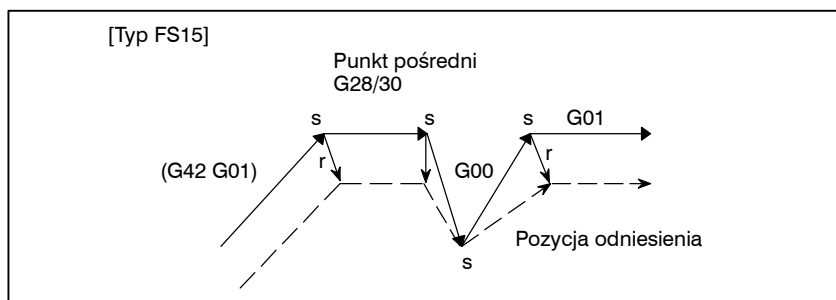 [Typ FS15]
Punkt pośredni
G28/30
s
s
s
G01
(G42 G01)
r
G00
r
Pozycja odniesienia
s